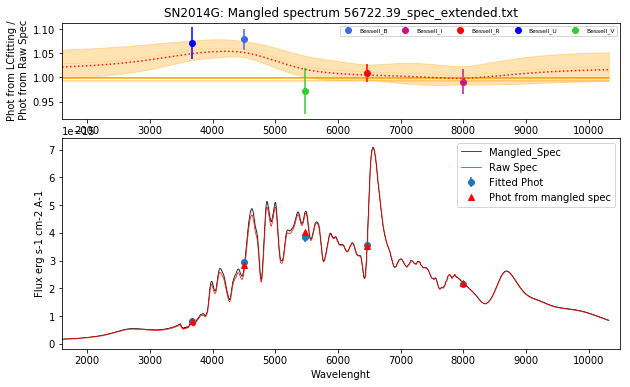 SN2014G: Mangled spectrum 56722.39_spec_extended.txt
Phot from LCfitting /
Phot from Raw Spec
1.10
1.05
1.00
0.95
Bessell_B
Bessell_I
Bessell_R
Bessell_U
Bessell_V
2000 3000 4000 5000 6000 7000 8000 9000 10000
1e−15
Flux erg s-1 cm-2 A-1
7
6
5
4
3
2
1
0
Mangled_Spec
Raw Spec
Fitted Phot
Phot from mangled spec
2000 3000 4000 5000 6000 7000 8000 9000 10000
Wavelenght